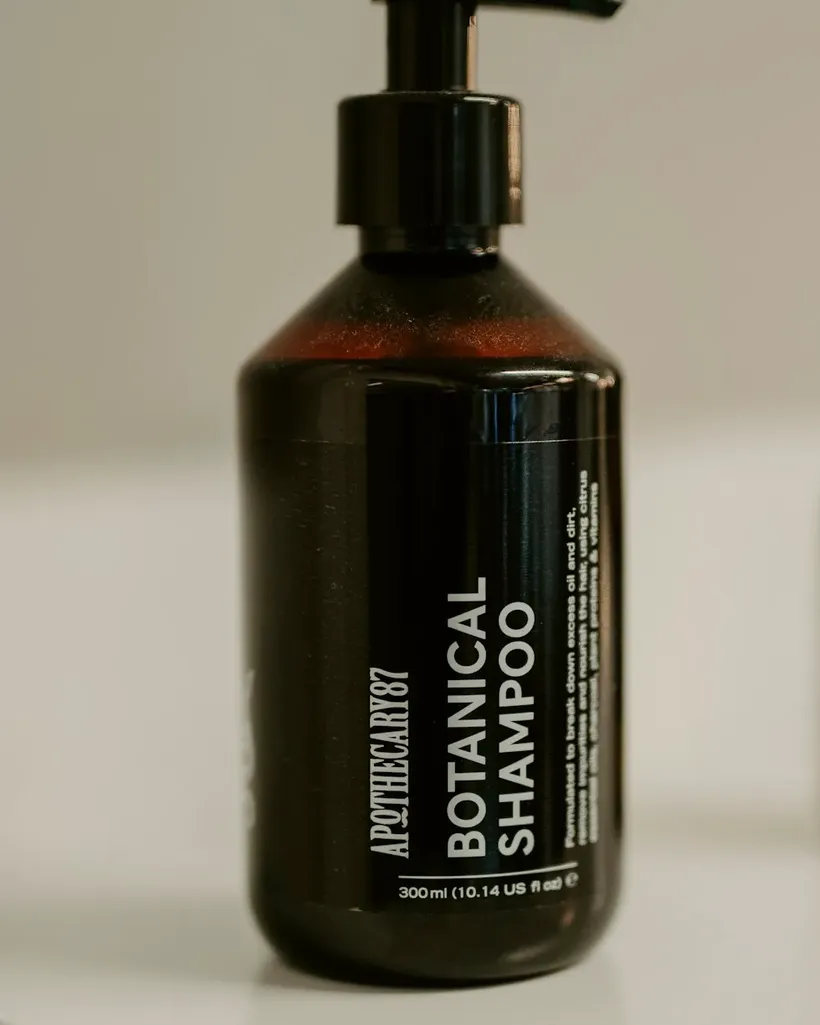 APOTHECARY87
BOTANICAL
SHAMPOO
Formulated to break down excess oil and dirt,
remove impurities and nourish the hair, using citrus
essential oils, charcoal, plant proteins & vitamins
300ml (10.14 US fl oz) ℮